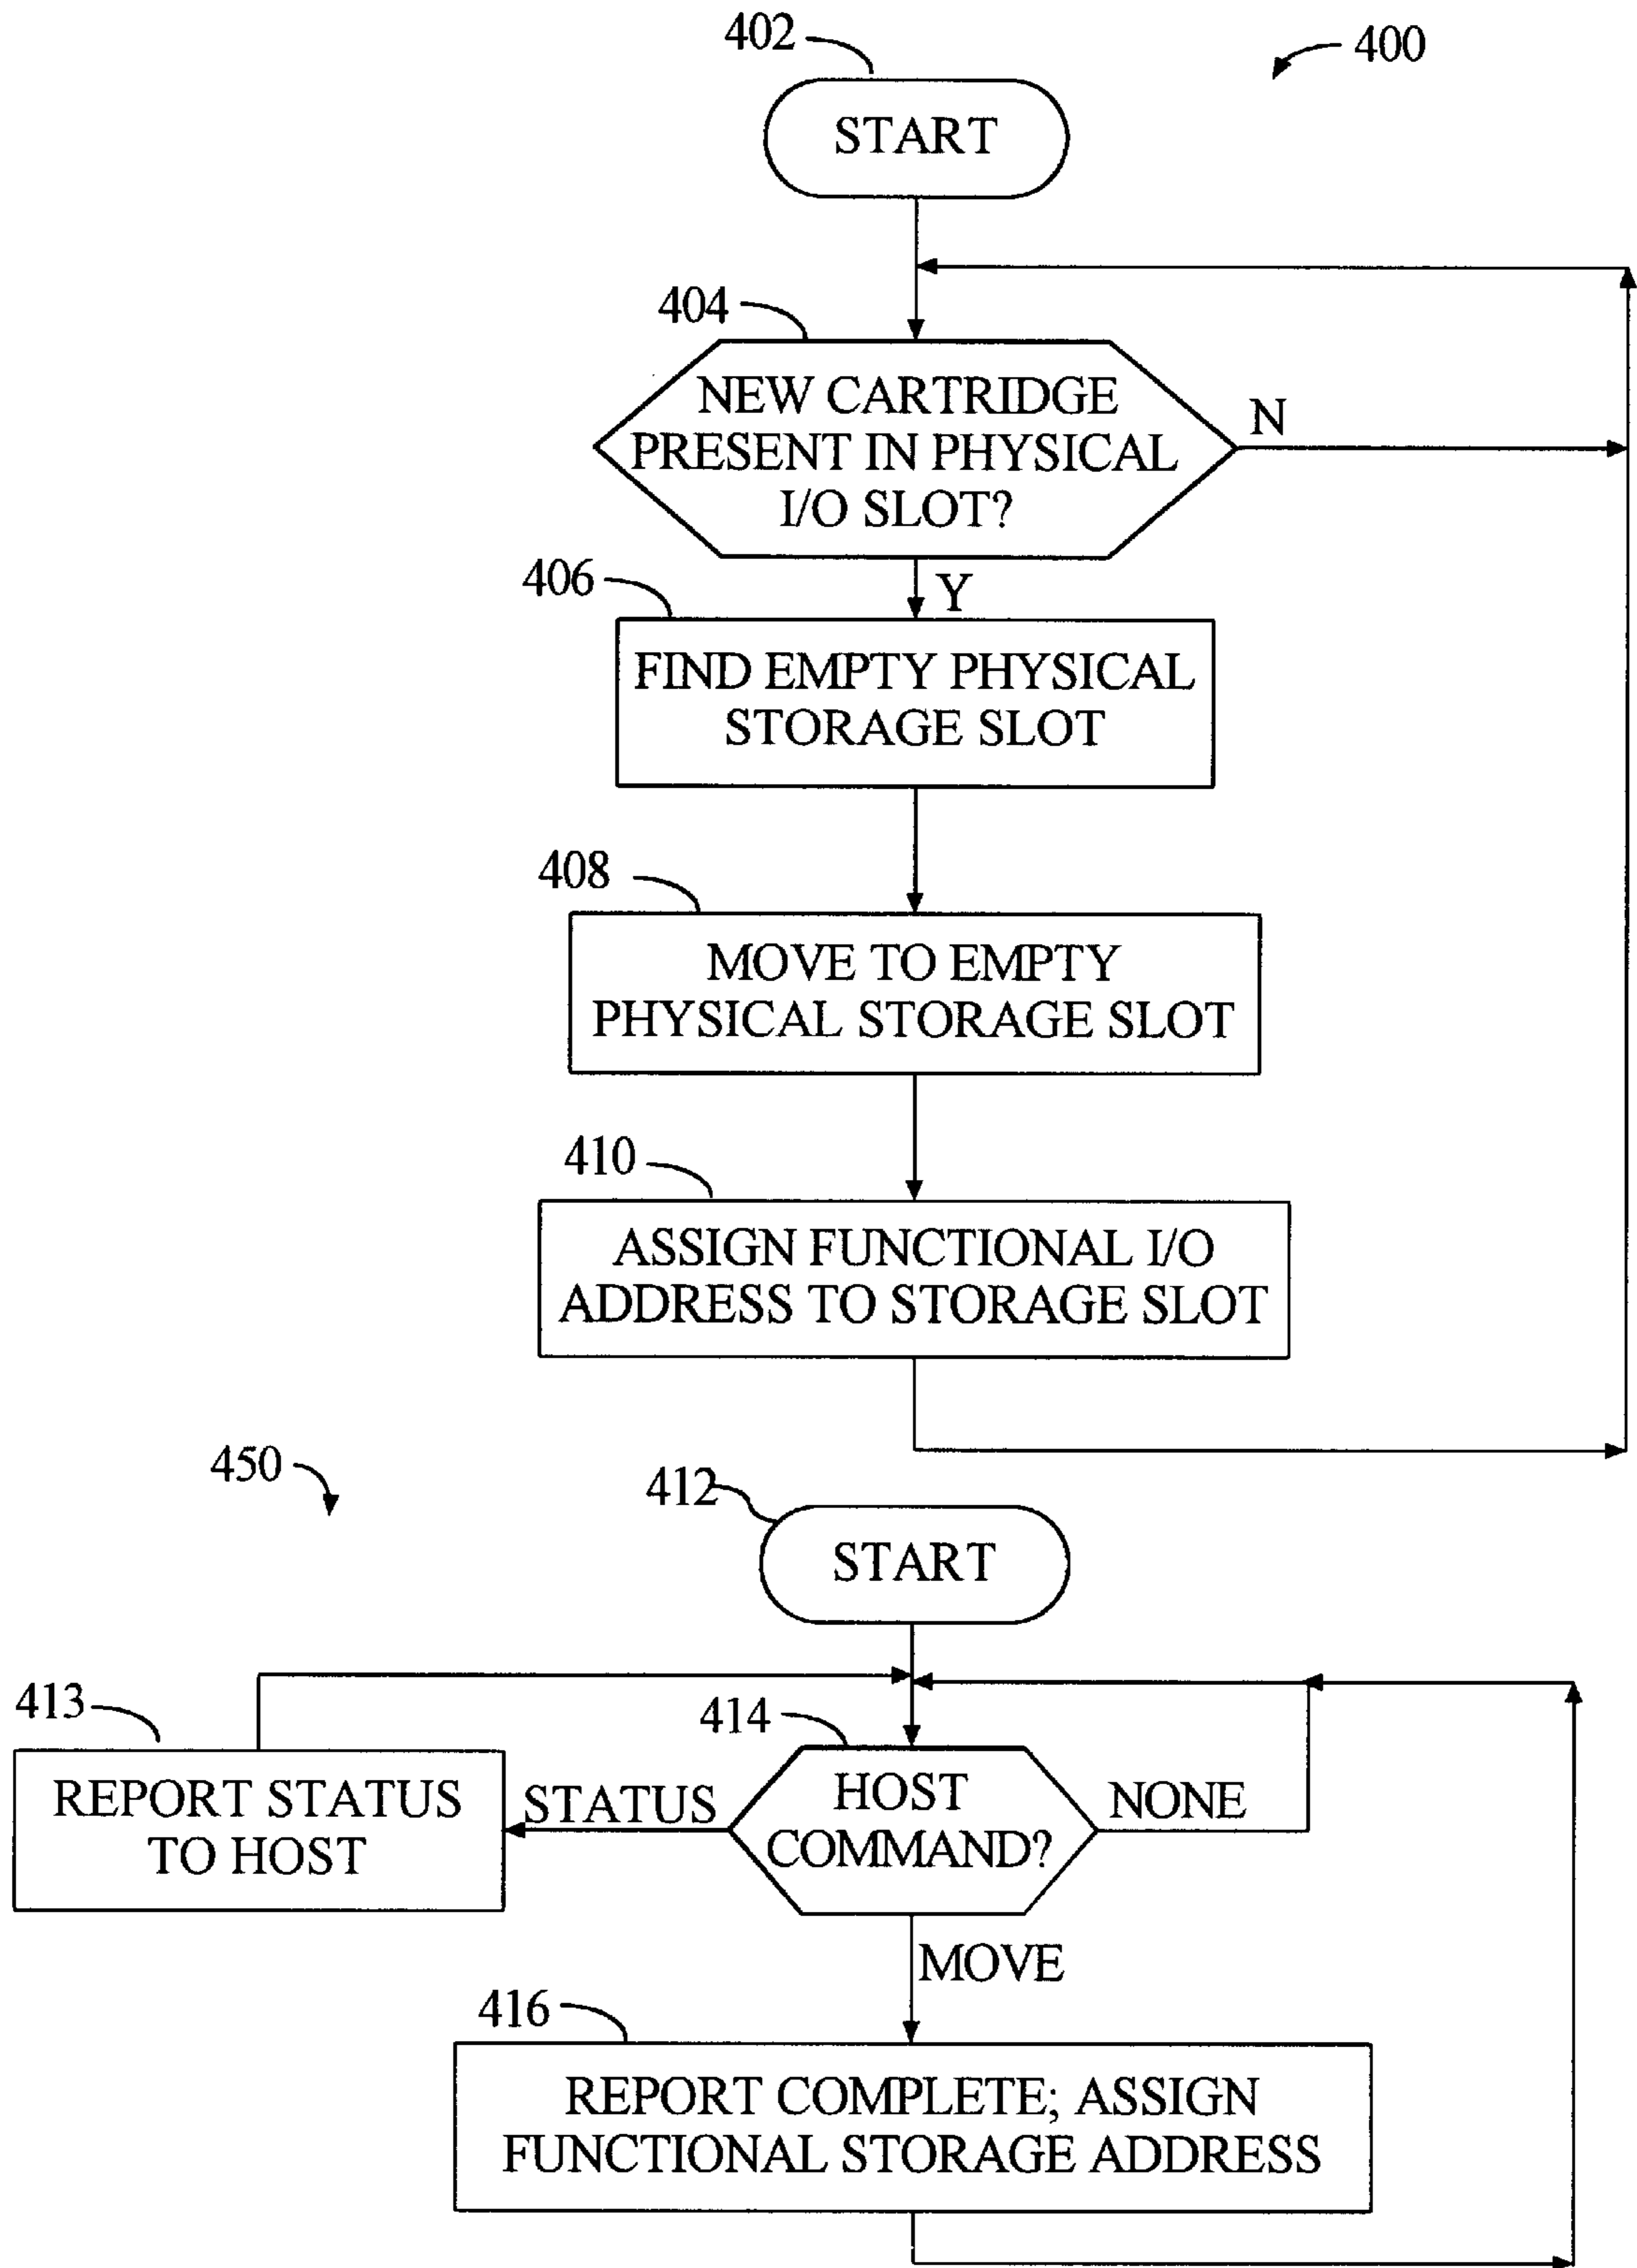 402
400
START
404
NEW CARTRIDGE
PRESENT IN PHYSICAL
I/O SLOT?
N
406
Y
FIND EMPTY PHYSICAL
STORAGE SLOT
408
MOVE TO EMPTY
PHYSICAL STORAGE SLOT
410
ASSIGN FUNCTIONAL I/O
ADDRESS TO STORAGE SLOT
450
412
START
413
414
REPORT STATUS
TO HOST
STATUS
HOST
COMMAND?
NONE
MOVE
416
REPORT COMPLETE; ASSIGN
FUNCTIONAL STORAGE ADDRESS